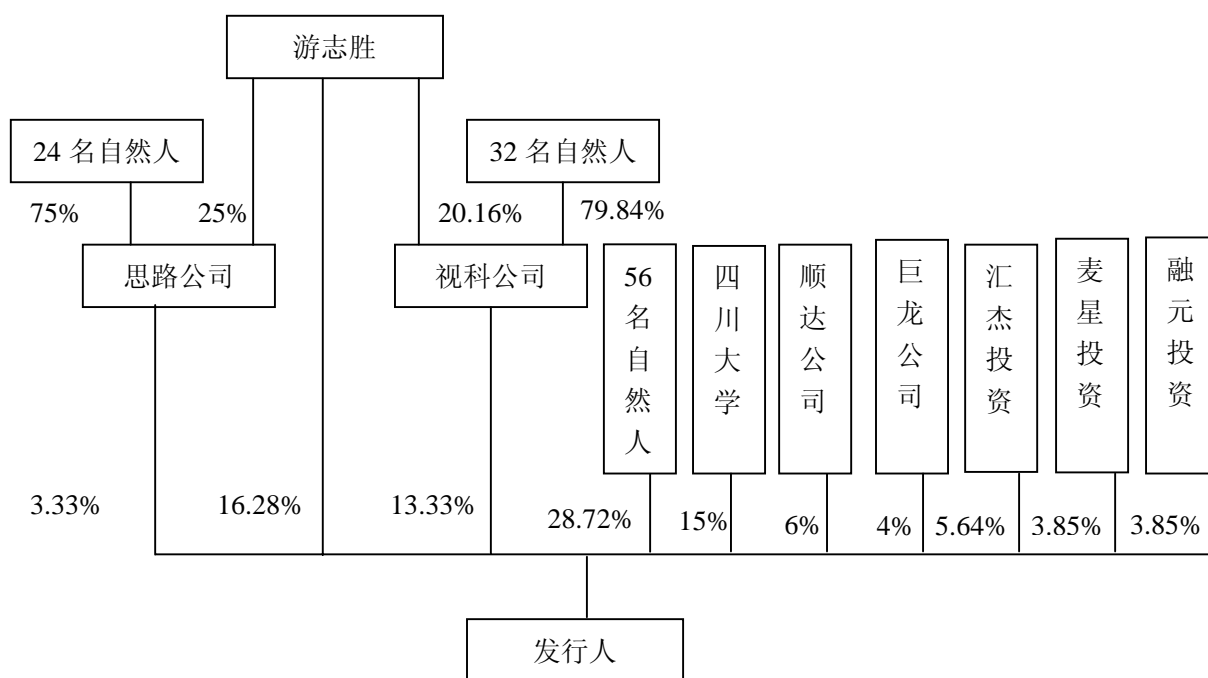 游志胜
24 名自然人
32 名自然人
75%
25%
20.16%
79.84%
思路公司
视科公司
56名自然人
四川大学
顺达公司
巨龙公司
汇杰投资
麦星投资
融元投资
3.33%
16.28%
13.33%
28.72%
15%
6%
4%
5.64%
3.85%
3.85%
发行人